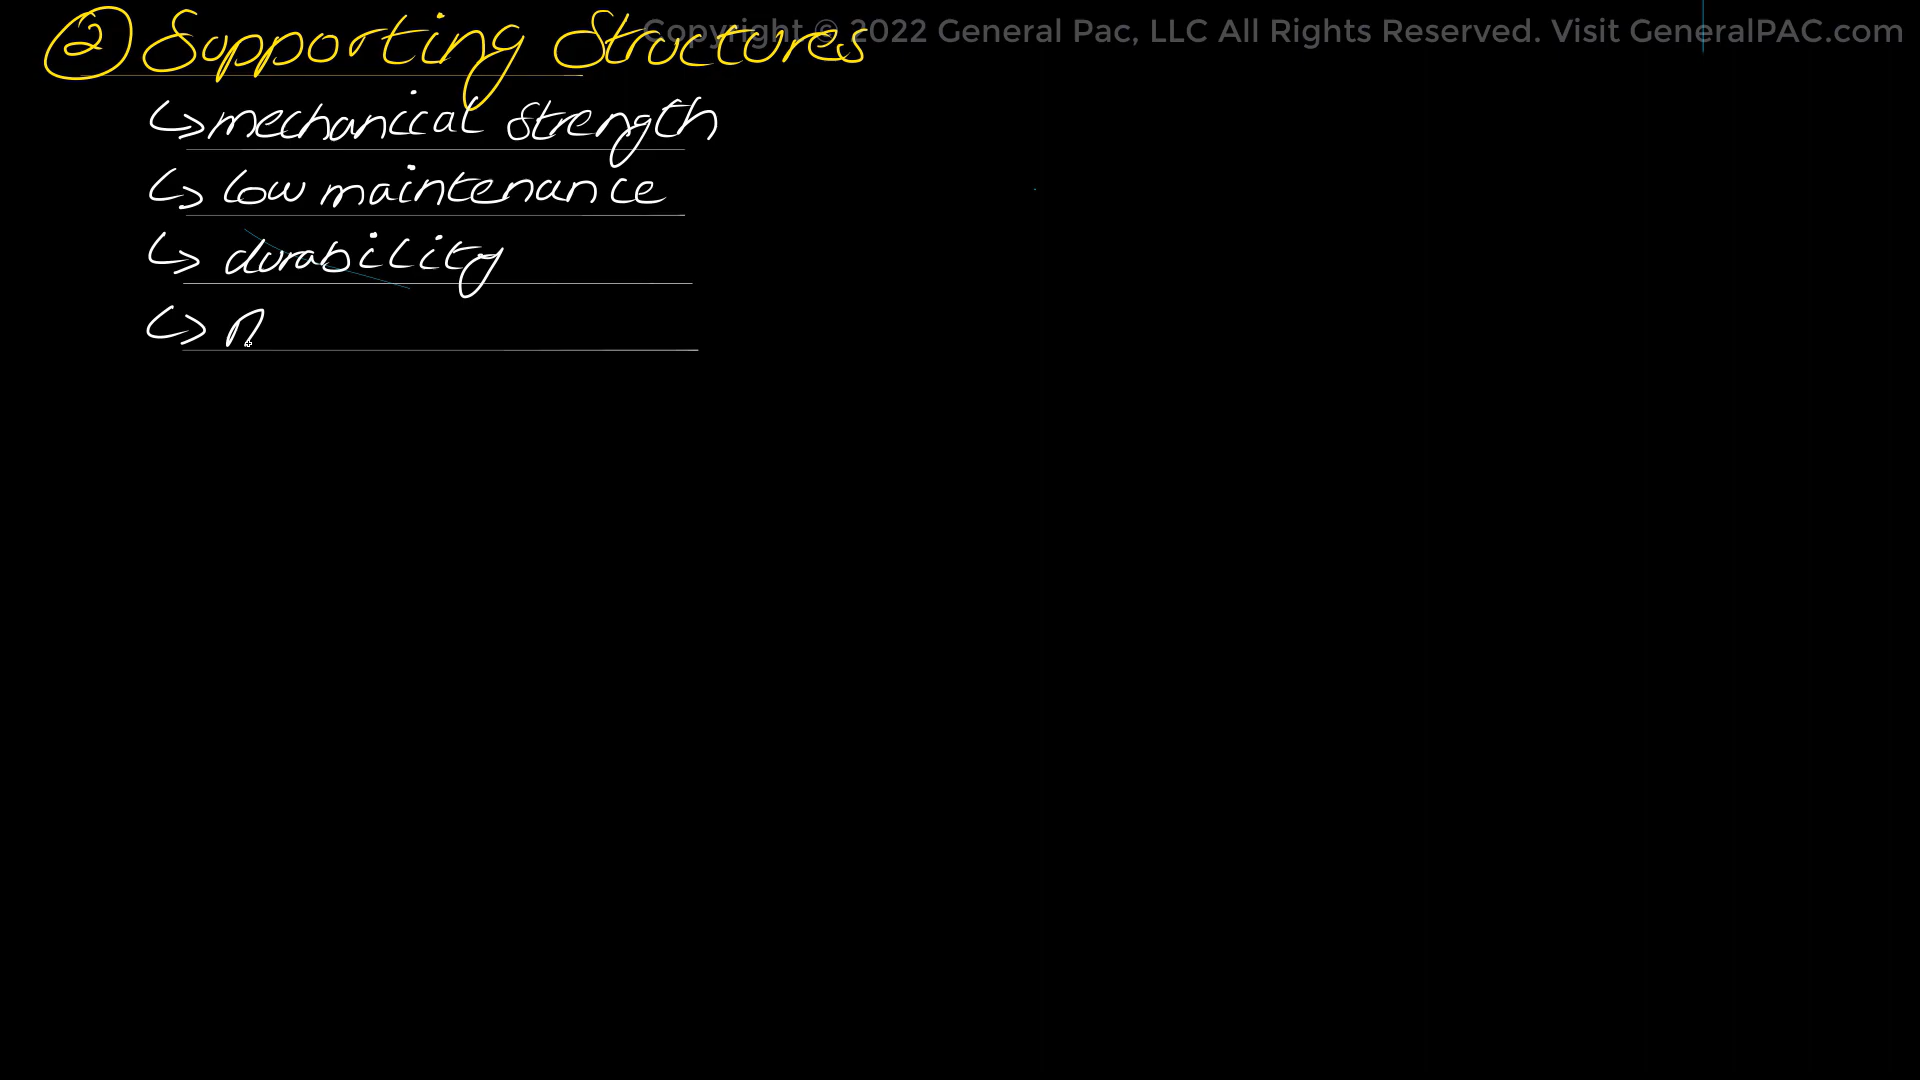 ② Supporting Structures
Copyright © 2022 General Pac, LLC All Rights Reserved. Visit GeneralPAC.com
↳ mechanical strength
↳ low maintenance
↳ durability
↳